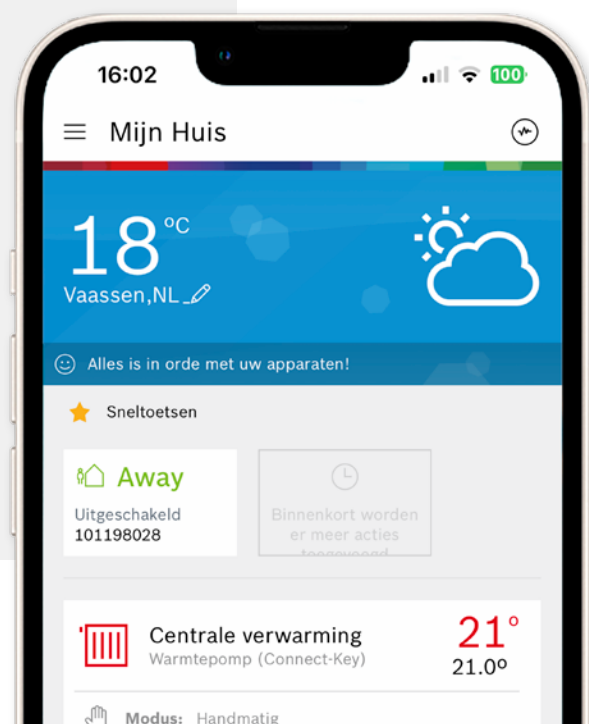 16:02
100
Mijn Huis
18 °C
Vaassen,NL
Alles is in orde met uw apparaten!
Sneltoetsen
Away
Uitgeschakeld
101198028
Binnenkort worden
er meer acties
toegevoegd
Centrale verwarming
21°
Warmtepomp (Connect-Key)
21.0°
Modus: Handmatig